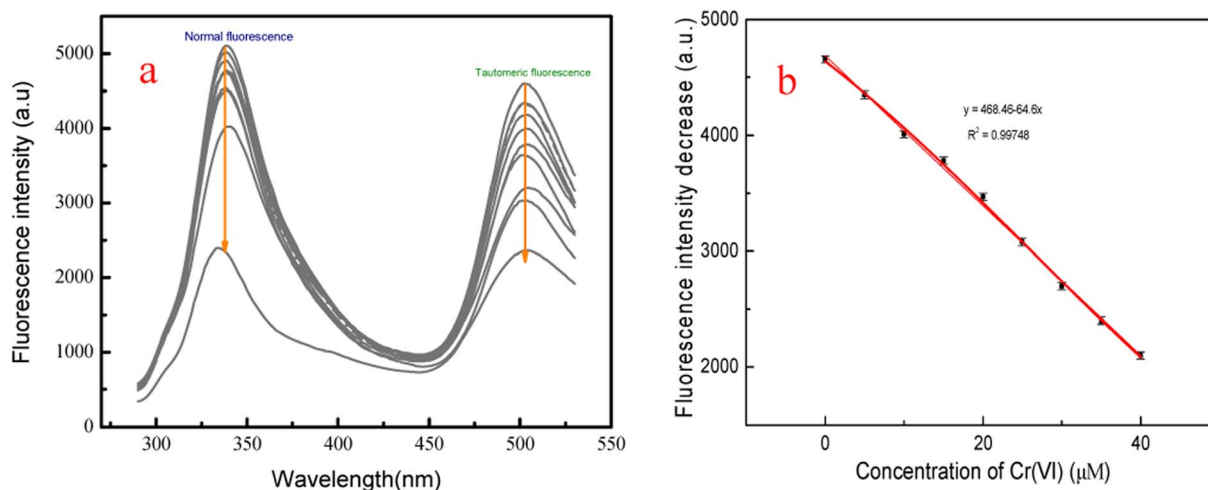 a
Normal fluorescence
Tautomeric fluorescence
Fluorescence intensity (a.u)
5000
4000
3000
2000
1000
0
300
350
400
450
500
550
Wavelength(nm)
b
y = 468.46-64.6x
R² = 0.99748
Fluorescence intensity decrease (a.u.)
5000
4000
3000
2000
0
20
40
Concentration of Cr(VI) (μM)